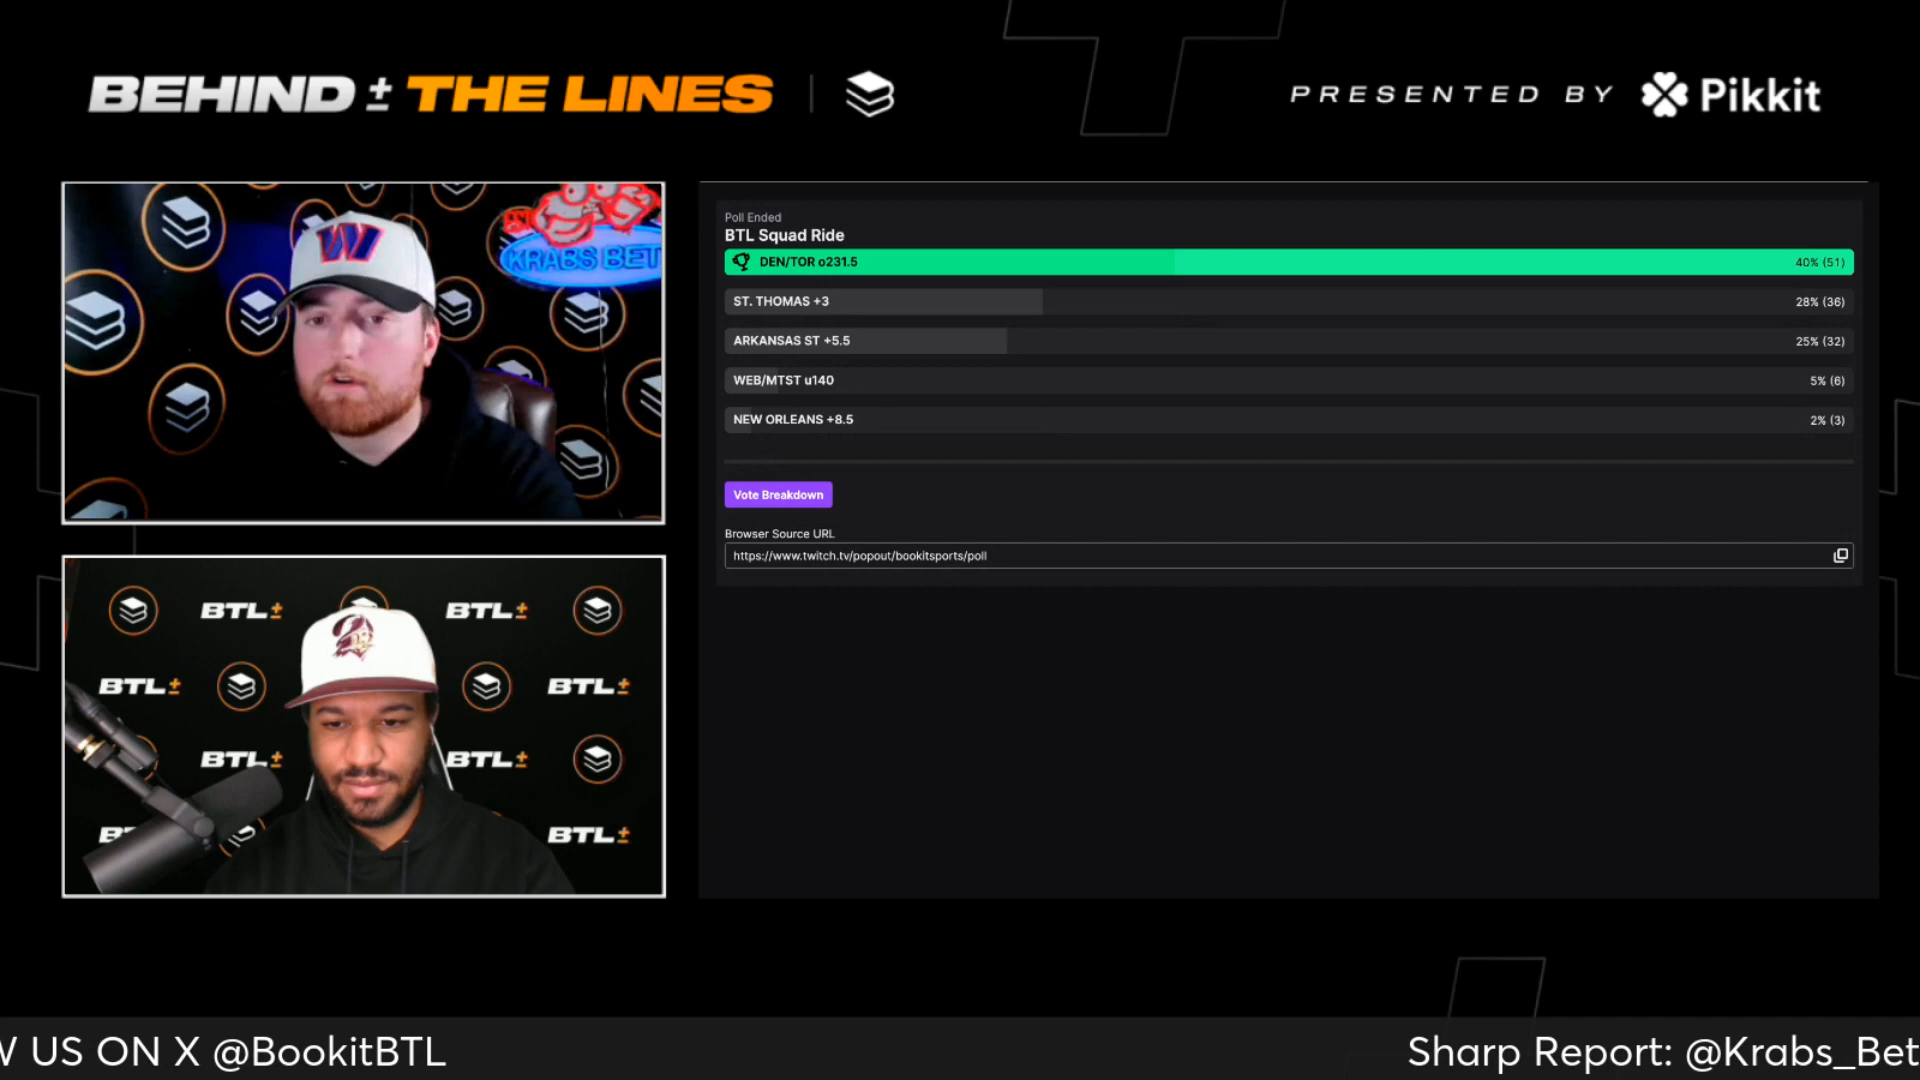 BEHIND ± THE LINES
PRESENTED BY Pikkit
KRABS BET
Poll Ended
BTL Squad Ride
DEN/TOR o231.5 40% (51)
ST. THOMAS +3 28% (36)
ARKANSAS ST +5.5 25% (32)
WEB/MTST u140 5% (6)
NEW ORLEANS +8.5 2% (3)
Vote Breakdown
Browser Source URL
https://www.twitch.tv/popout/bookitsports/poll
W
BTL± BTL±
BTL± BTL±
BTL± BTL±
BTL±
W US ON X @BookitBTL
Sharp Report: @Krabs_Bet